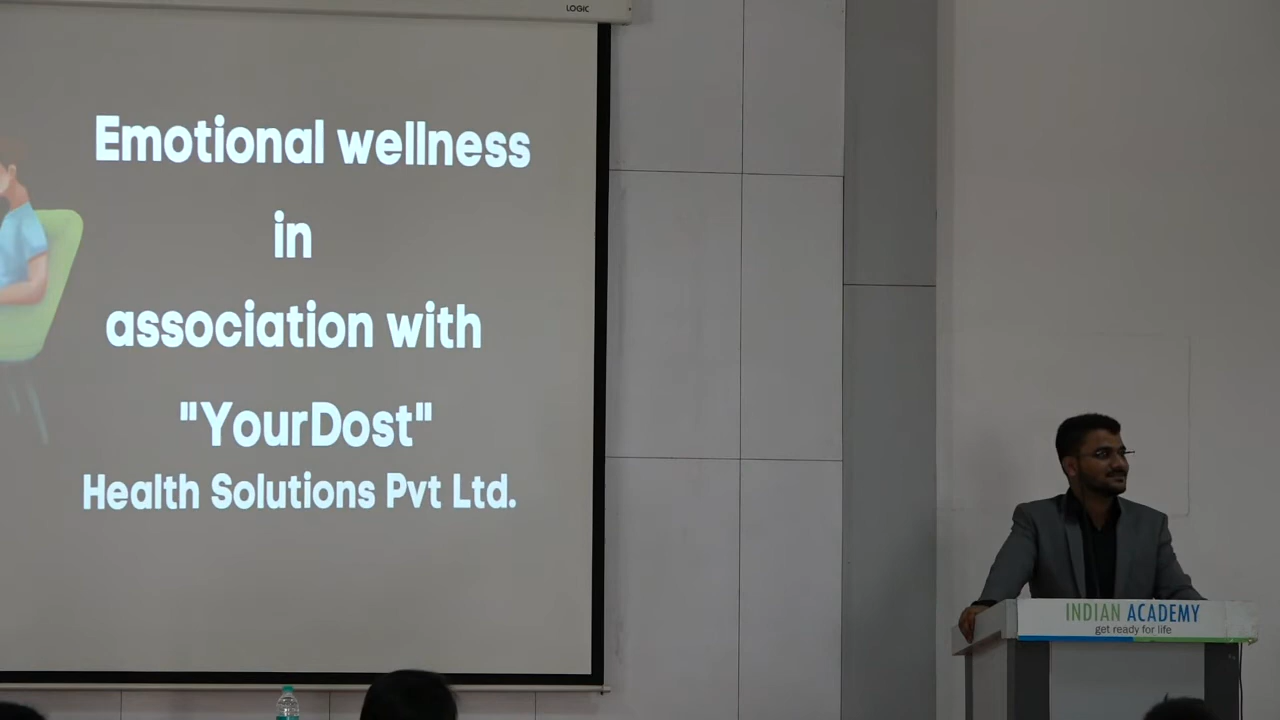 LOGIC
Emotional wellness
in
association with
"YourDost"
Health Solutions Pvt Ltd.
INDIAN ACADEMY
get ready for life